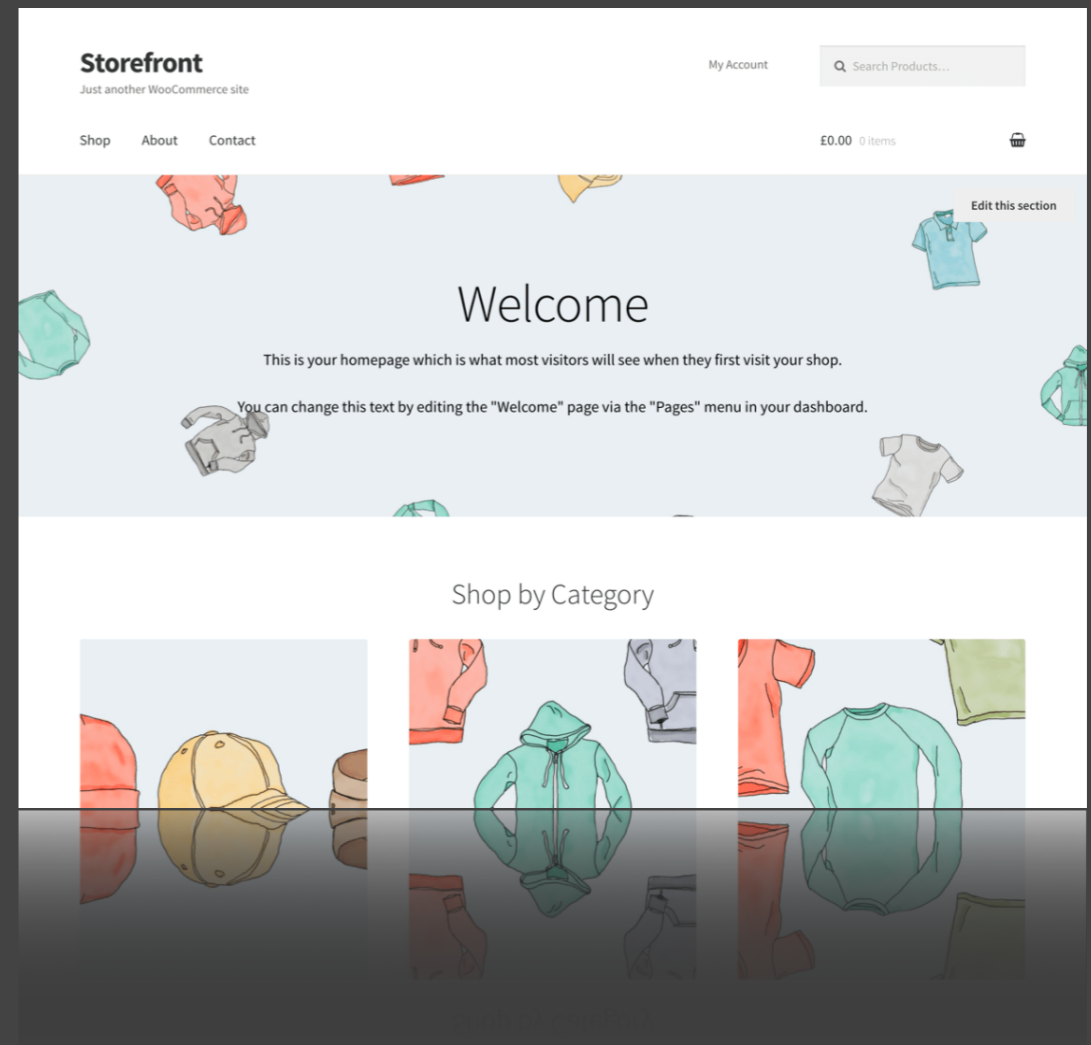 Storefront
Just another WooCommerce site
My Account
Search Products...
Shop About Contact
£0.00 0 items
Edit this section
Welcome
This is your homepage which is what most visitors will see when they first visit your shop.
You can change this text by editing the "Welcome" page via the "Pages" menu in your dashboard.
Shop by Category